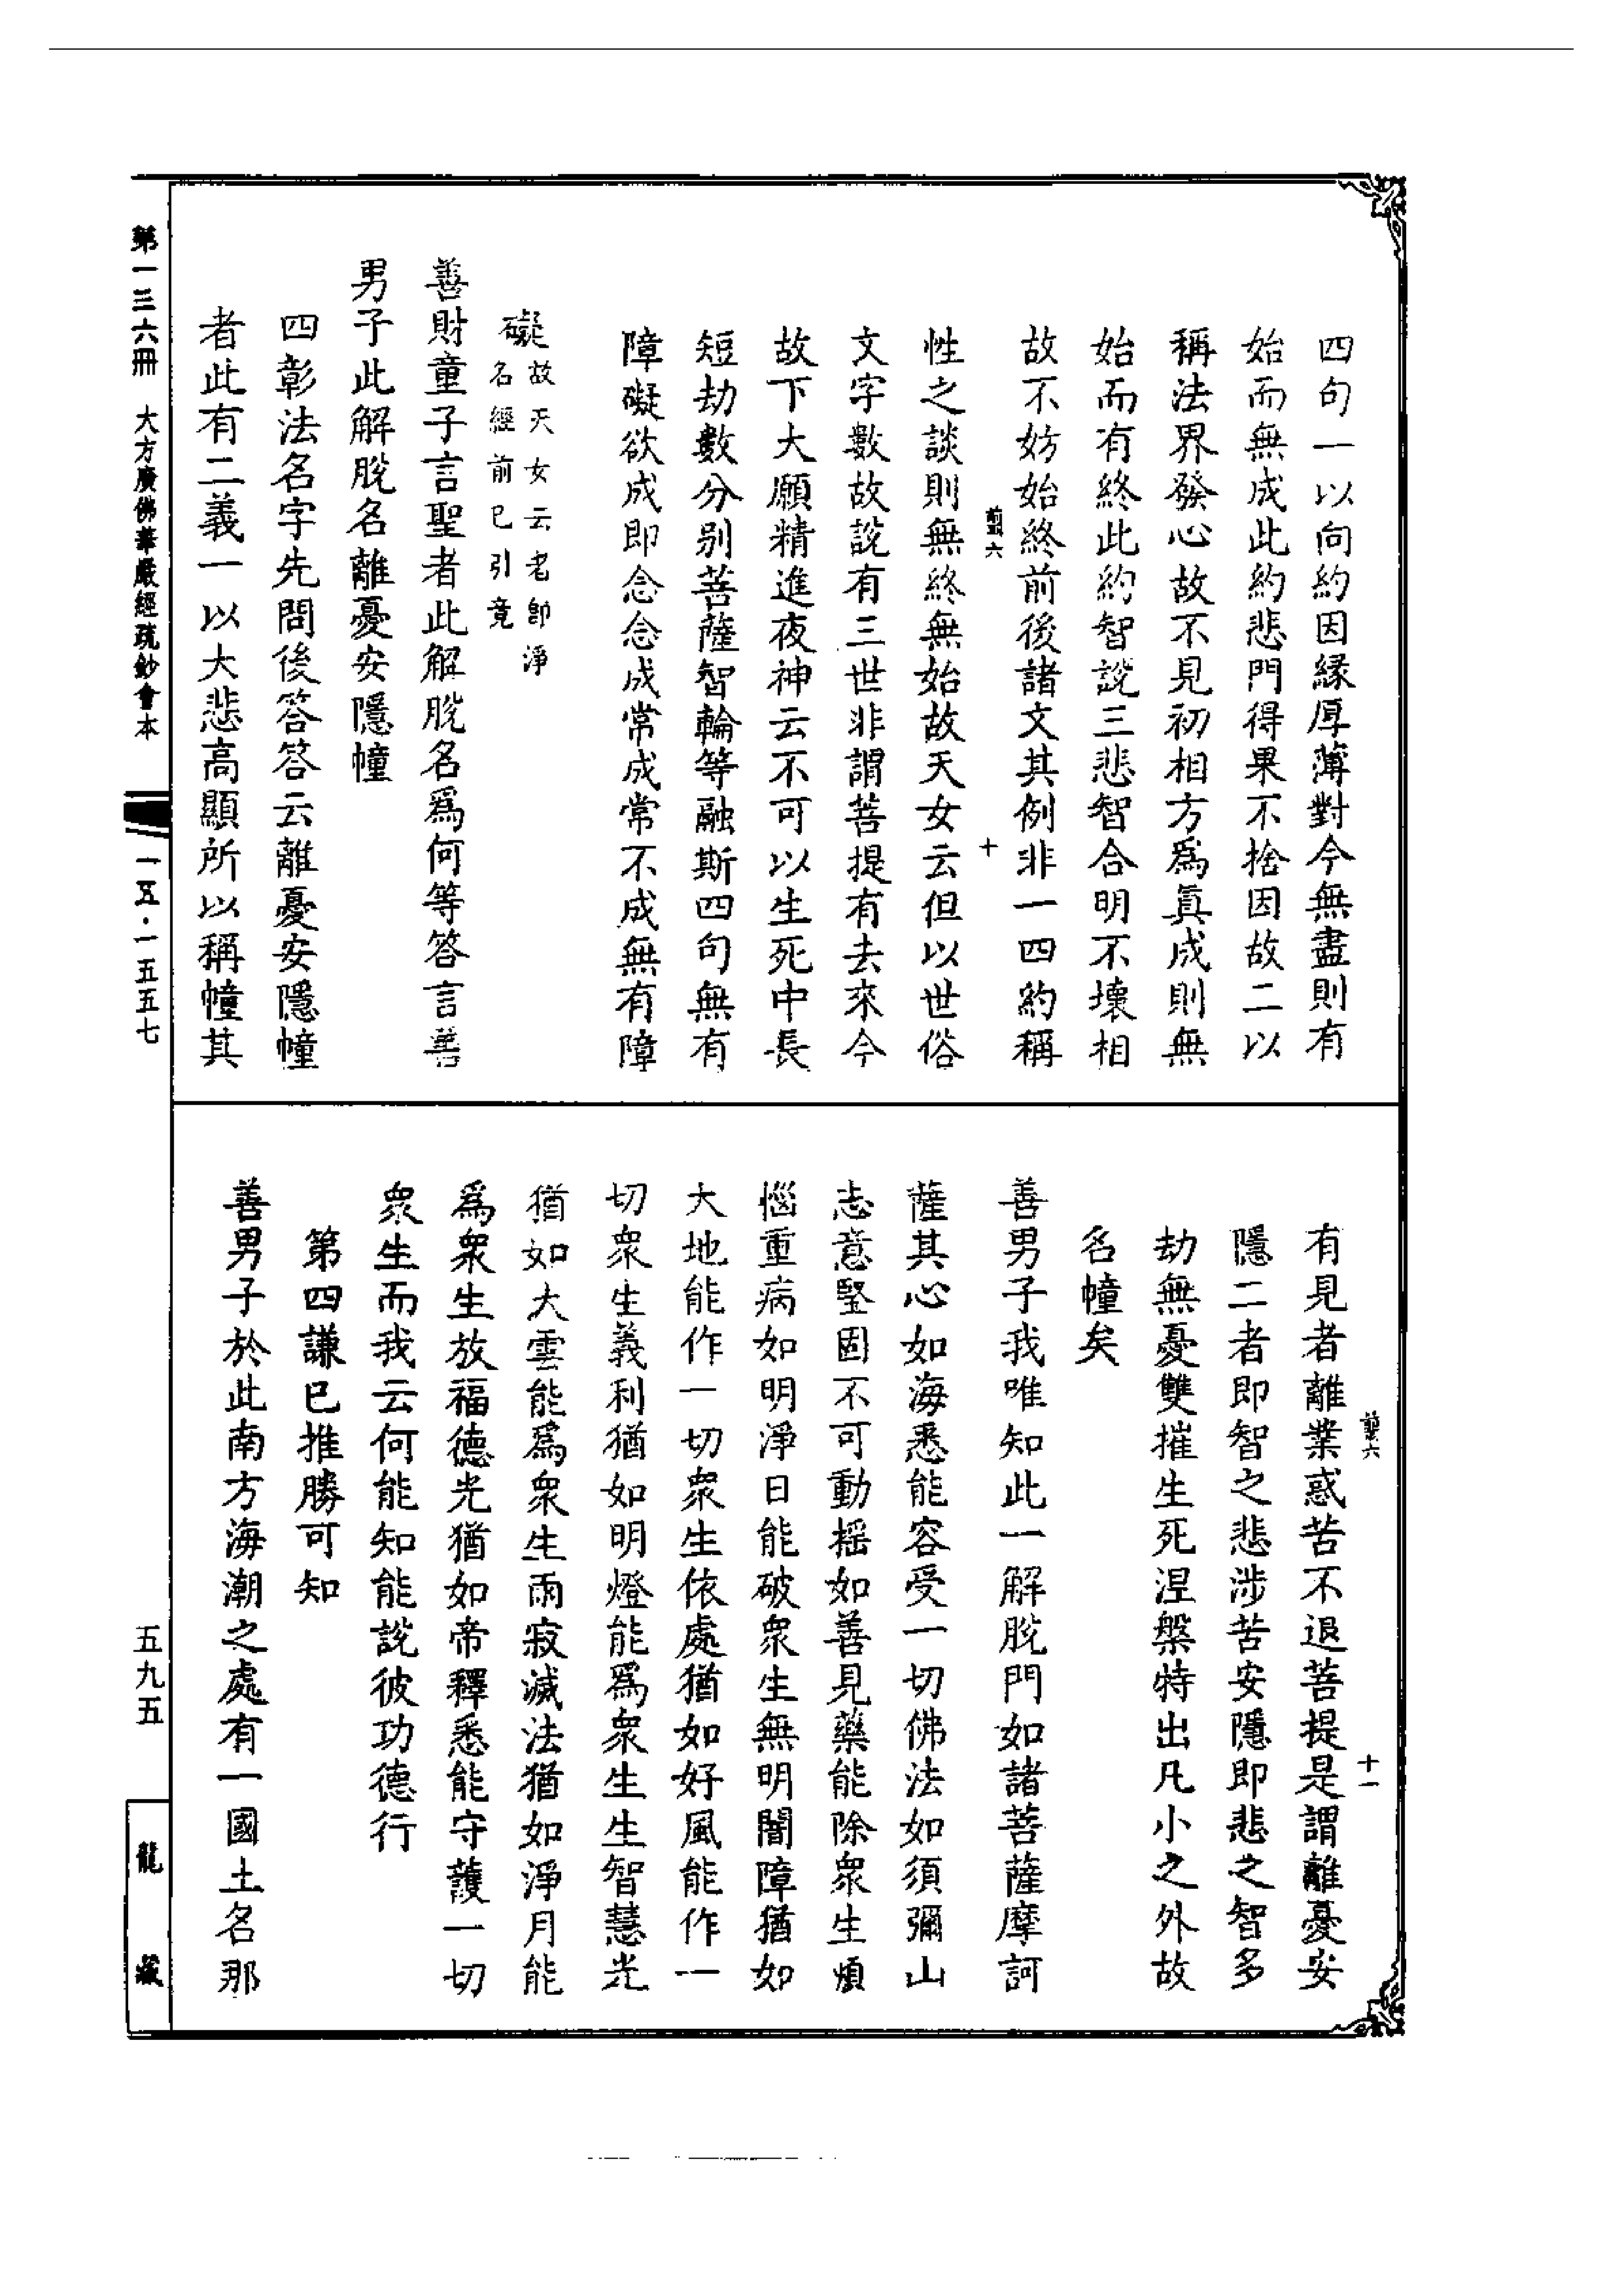 四句一以向約因緣厚薄對今無盡則有
始而無成此約悲門得果不捨因故二以
稱法界發心故不見初相方為真成則無
始而有終此約智說三悲智合明不壞相
故不妨始終前後諸文其例非一四約稱
六
十
性之談則無終無始故天女云但以世俗
文字數故說有三世非謂菩提有去來今
故下大願精進夜神云不可以生死中長
短劫數分別菩薩智輪等融斯四句無有
障礙欲成即念念成常成常不成無有障
礙
故天女云老即淨
名經前已引竟
善財童子言聖者此解脫名為何等答言善
男子此解脫名離憂安隱幢
四彰法名字先問後答答云離憂安隱幢
者此有二義一以大悲高顯所以稱幢其
有見者離業惑苦不退菩提是謂離憂安
隱二者即智之悲涉苦安隱即悲之智多
劫無憂雙摧生死涅槃特出凡小之外故
名幢矣
六
十一
善男子我唯知此一解脫門如諸菩薩摩訶
薩其心如海悉能容受一切佛法如須彌山
志意堅固不可動搖如善見藥能除眾生煩
惱重病如明淨日能破眾生無明闇障猶如
大地能作一切眾生依處猶如好風能作一
切眾生義利猶如明燈能為眾生生智慧光
猶如大雲能為眾生雨寂滅法猶如淨月能
為眾生放福德光猶如帝釋悉能守護一切
眾生而我云何能知能說彼功德行
第四謙已推勝可知
善男子於此南方海潮之處有一國土名那
第一三六冊　大方廣佛華嚴經疏鈔會本
一五·一五五七
五九五
龍藏